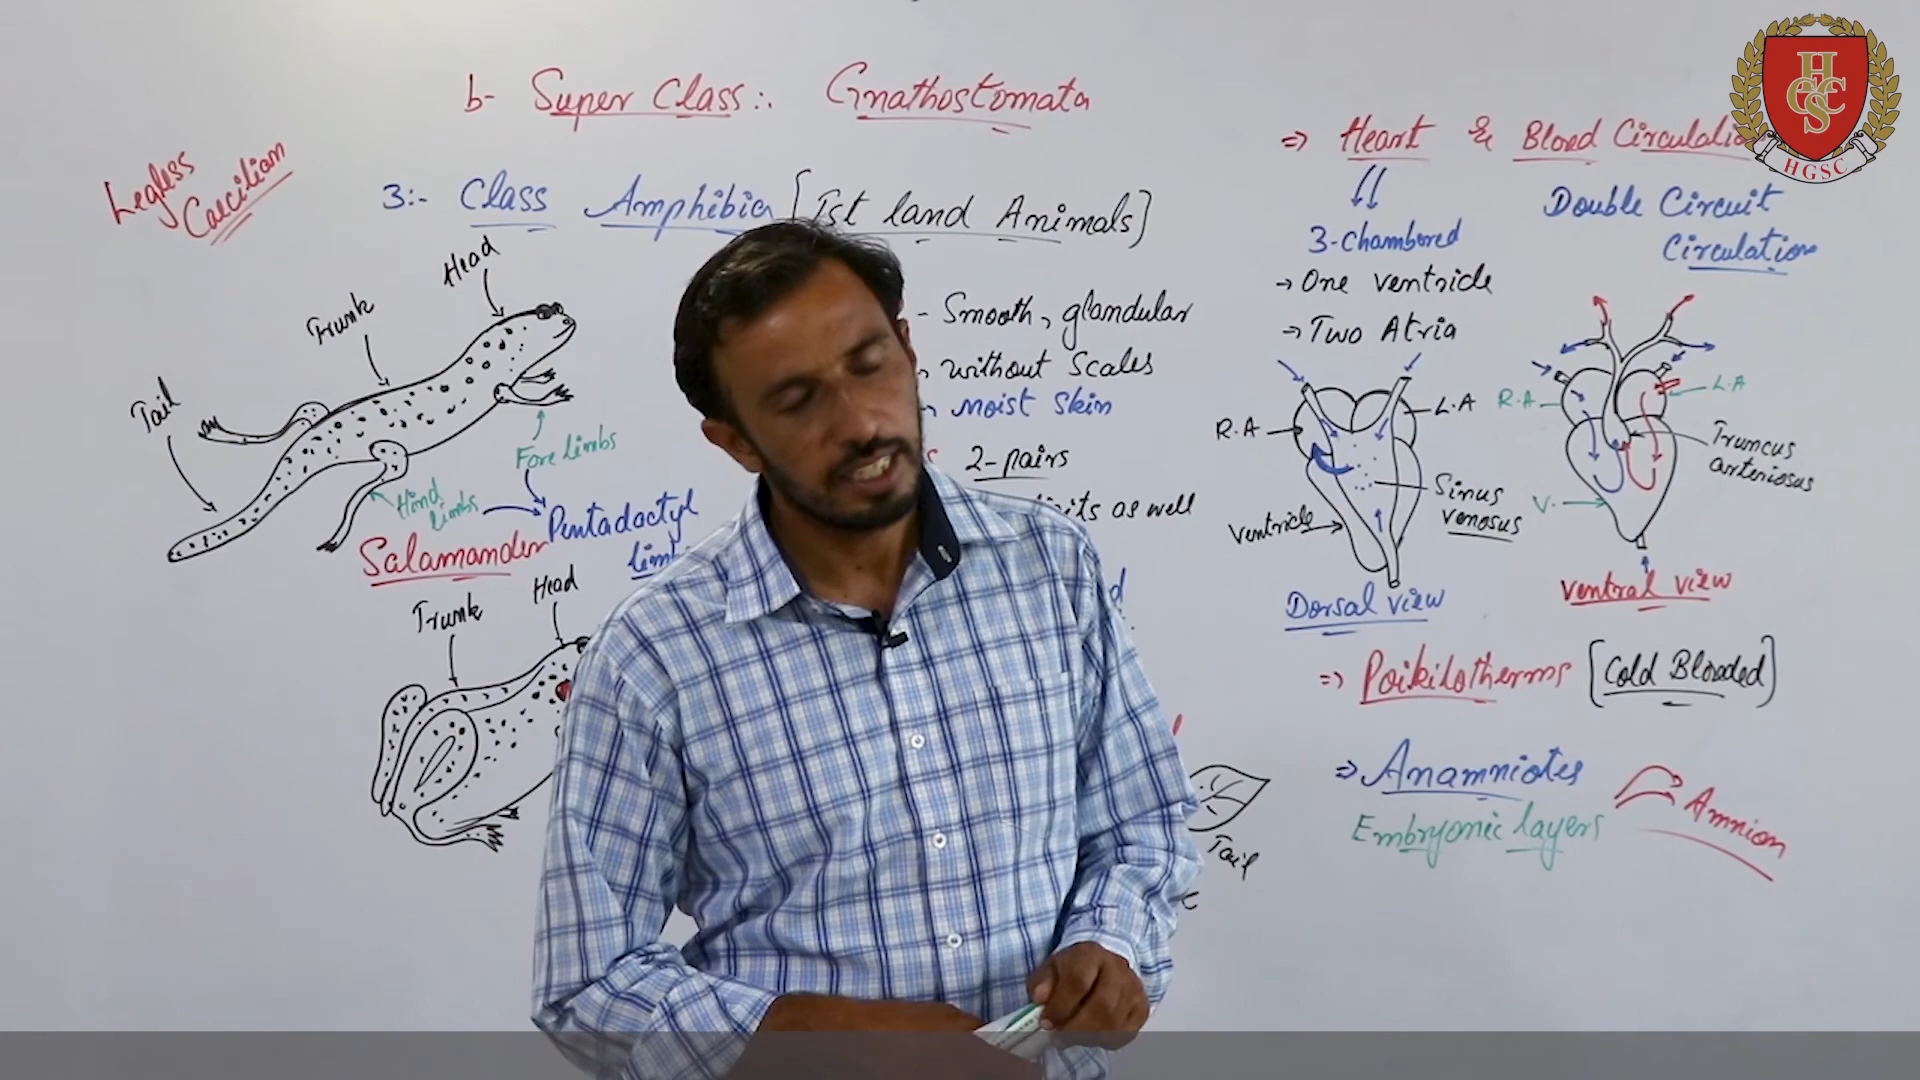 b- Super Class:. Gnathostomata
Legless
Caecilian
3:- Class Amphibia [Ist land Animals]
Head
Trunk
Tail
Fore limbs
Hind
limbs
Pentadactyl
Salamander
Head
Trunk
- Smooth, glandular
without Scales
Moist Skin
2-pairs
as well
Tail
⇒ Heart & Blood Circulatio
3-Chambered
→ One ventricle
→ Two Atria
Double Circuit
Circulation
R.A
L.A
Sinus
venosus
Ventricle
Dorsal view
R.A
L.A
Truncus
arteriosus
V.
Ventral view
⇒ Poikilotherms [Cold Blooded]
⇒ Anamniotes
Embryonic layers
Amnion
HGSC
HGSC